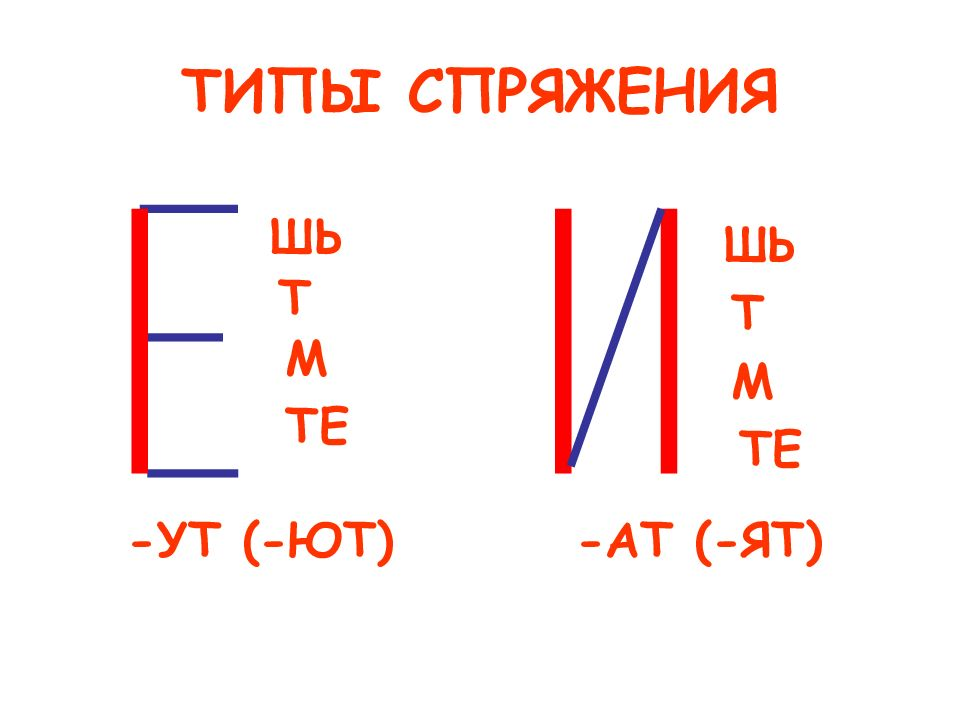 ТИПЫ СПРЯЖЕНИЯ
Е
ШЬ
Т
М
ТЕ
-УТ (-ЮТ)
И
ШЬ
Т
М
ТЕ
-АТ (-ЯТ)